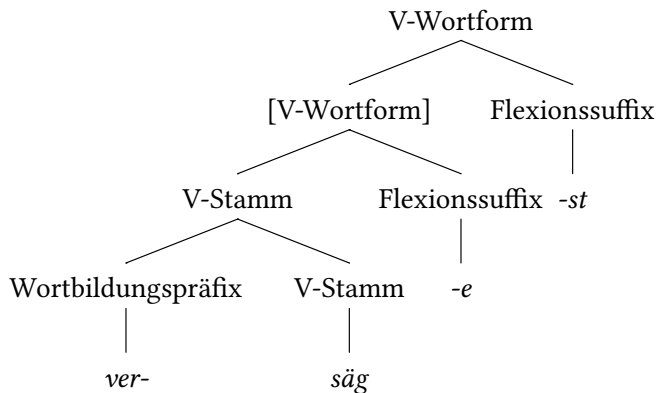 V-Wortform
[V-Wortform] Flexionssuffix
V-Stamm Flexionssuffix -st
Wortbildungspräfix V-Stamm -e
ver- säg